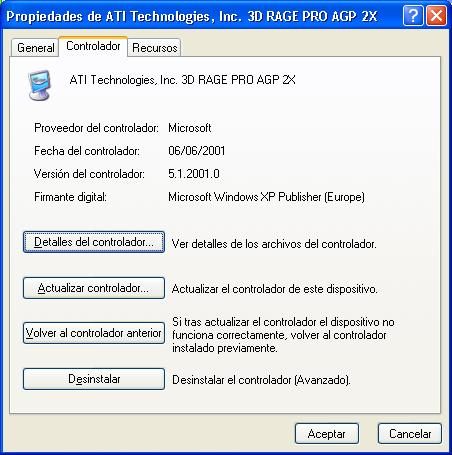 Propiedades de ATI Technologies, Inc. 3D RAGE PRO AGP 2X
General Controlador Recursos
ATI Technologies, Inc. 3D RAGE PRO AGP 2X
Proveedor del controlador: Microsoft
Fecha del controlador: 06/06/2001
Versión del controlador: 5.1.2001.0
Firmante digital: Microsoft Windows XP Publisher (Europe)
Detalles del controlador... Ver detalles de los archivos del controlador.
Actualizar controlador... Actualizar el controlador de este dispositivo.
Volver al controlador anterior
Si tras actualizar el controlador el dispositivo no
funciona correctamente, volver al controlador
instalado previamente.
Desinstalar Desinstalar el controlador (Avanzado).
Aceptar Cancelar